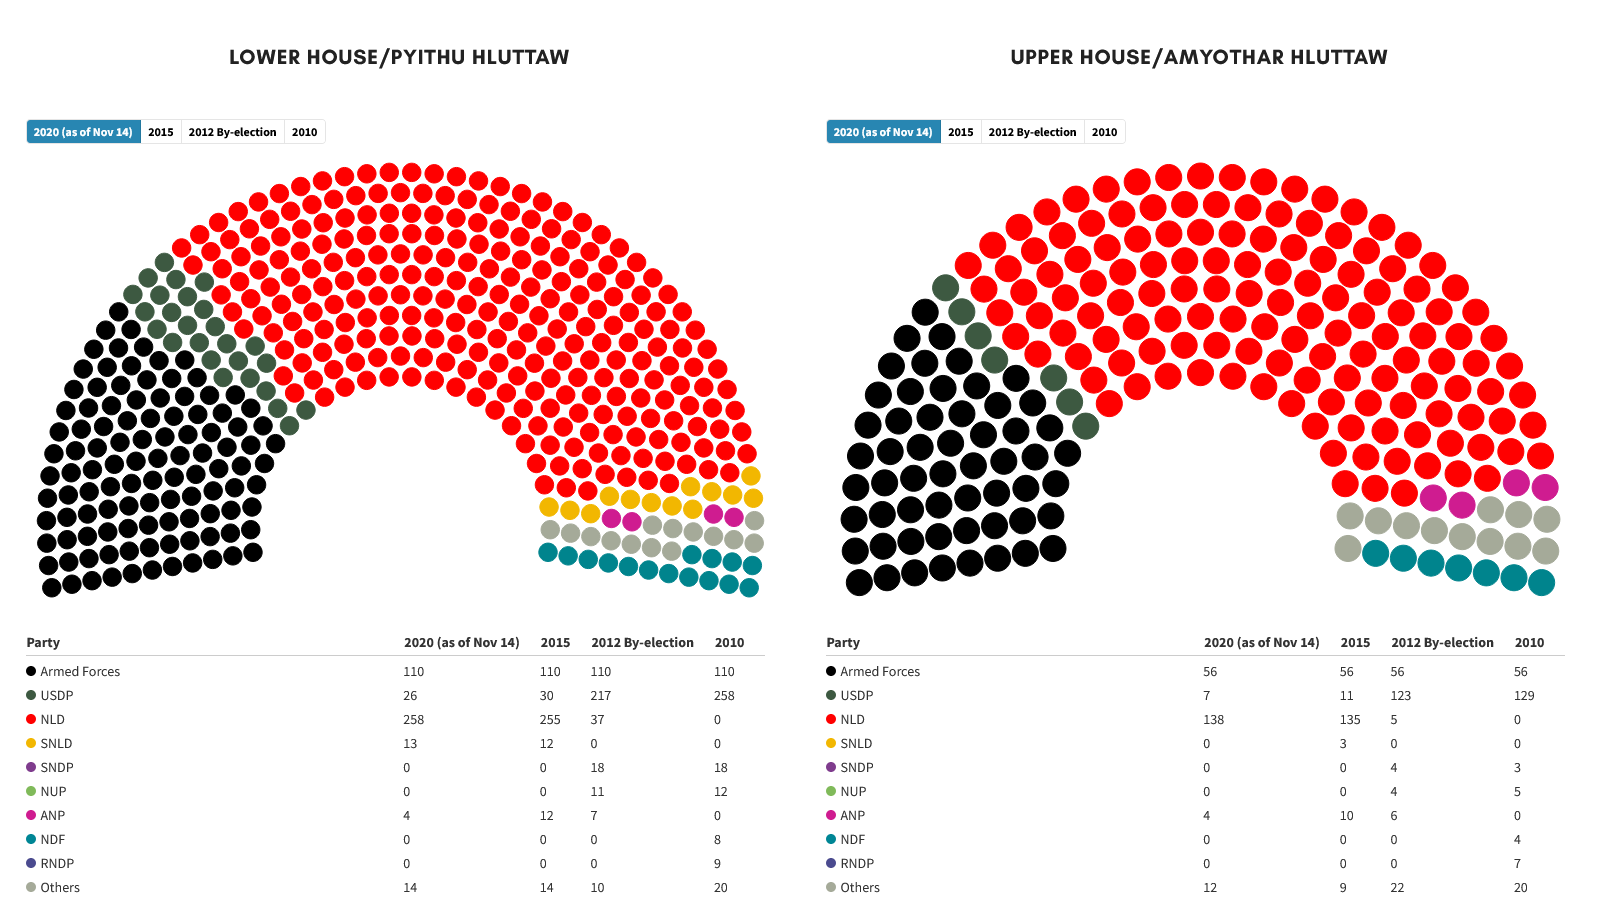 LOWER HOUSE/PYITHU HLUTTAW
2020 (as of Nov 14) 2015 2012 By-election 2010
Party 2020 (as of Nov 14) 2015 2012 By-election 2010
Armed Forces 110 110 110 110
USDP 26 30 217 258
NLD 258 255 37 0
SNLD 13 12 0 0
SNDP 0 0 18 18
NUP 0 0 11 12
ANP 4 12 7 0
NDF 0 0 0 8
RNDP 0 0 0 9
Others 14 14 10 20
UPPER HOUSE/AMYOTHAR HLUTTAW
2020 (as of Nov 14) 2015 2012 By-election 2010
Party 2020 (as of Nov 14) 2015 2012 By-election 2010
Armed Forces 56 56 56 56
USDP 7 11 123 129
NLD 138 135 5 0
SNLD 0 3 0 0
SNDP 0 0 4 3
NUP 0 0 4 5
ANP 4 10 6 0
NDF 0 0 0 4
RNDP 0 0 0 7
Others 12 9 22 20